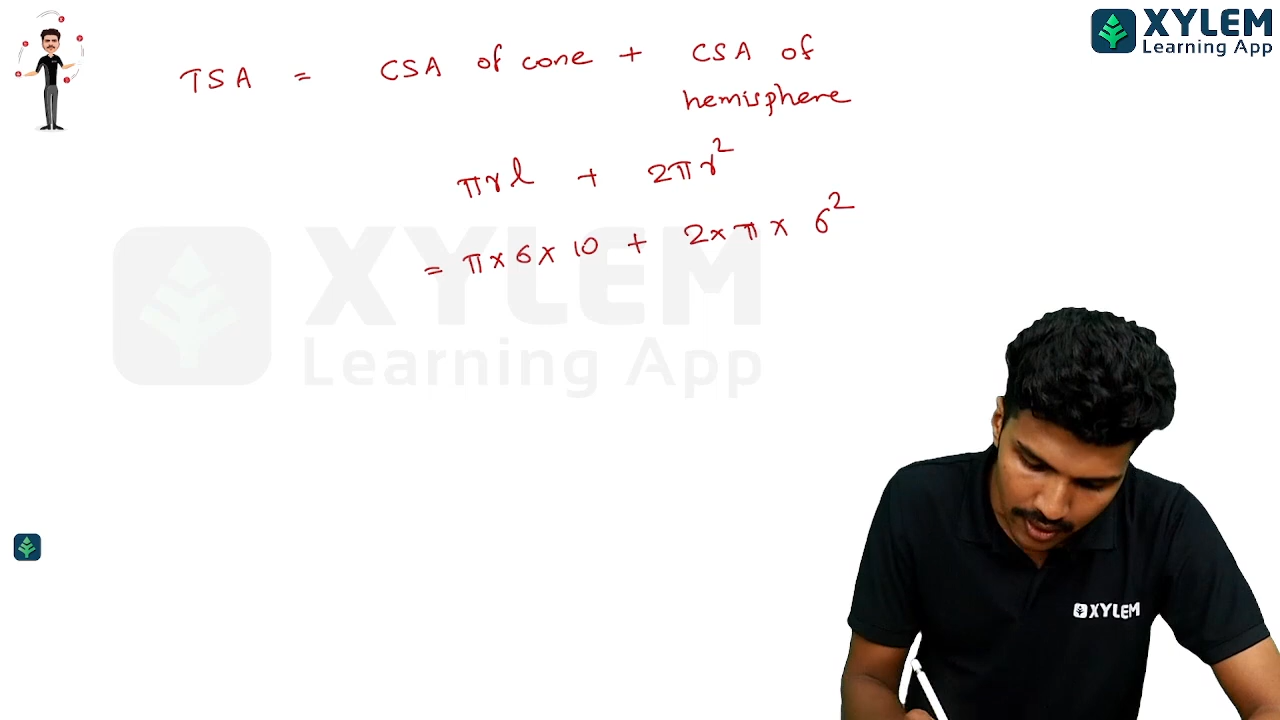 XYLEM
Learning App
TSA = CSA of cone + CSA of
hemisphere
πrl + 2πr²
= π×6×10 + 2×π×6²
XYLEM
Learning App
XYLEM